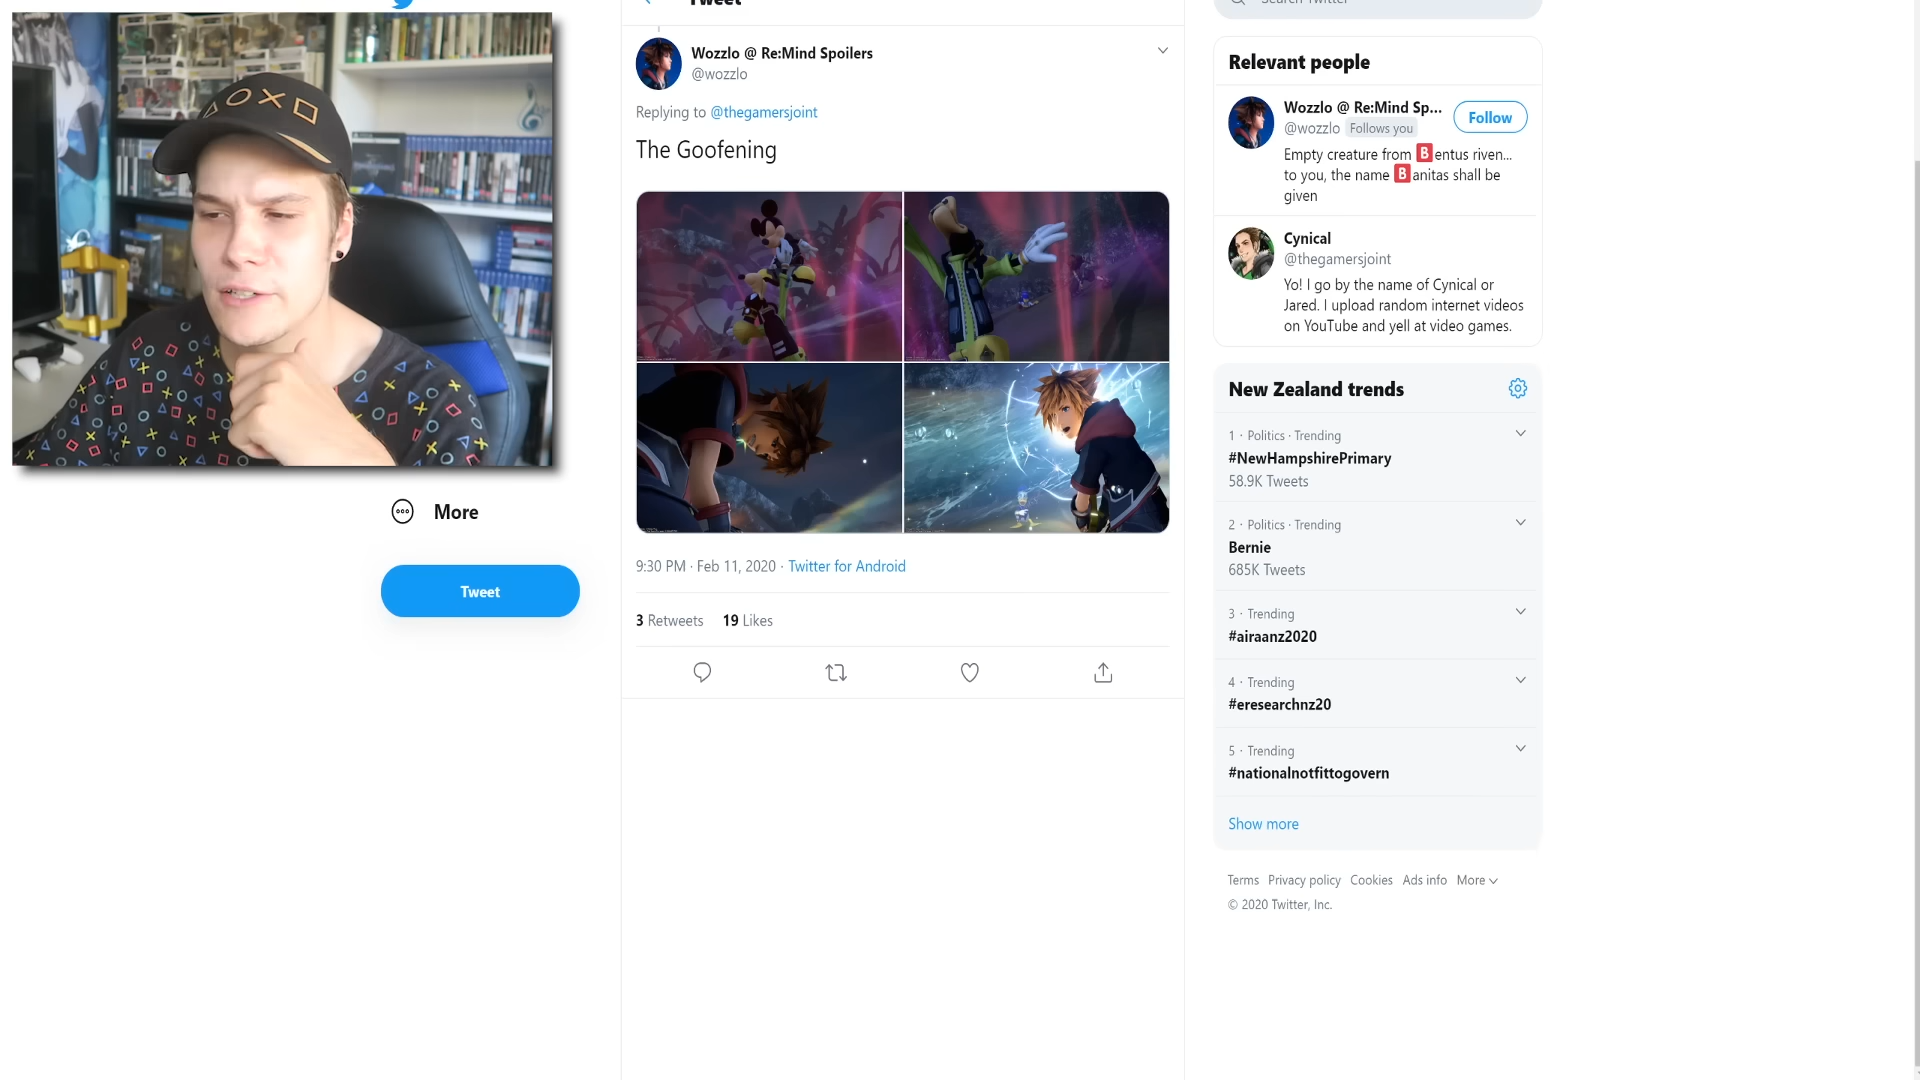 Tweet
Wozzlo @ Re:Mind Spoilers
@wozzlo
Replying to @thegamersjoint
The Goofening
9:30 PM · Feb 11, 2020 · Twitter for Android
3 Retweets 19 Likes
More
Tweet
Search Twitter
Relevant people
Wozzlo @ Re:Mind Sp...
@wozzlo Follows you
Follow
Empty creature from 🅱entus riven...
to you, the name 🅱anitas shall be
given
Cynical
@thegamersjoint
Yo! I go by the name of Cynical or
Jared. I upload random internet videos
on YouTube and yell at video games.
New Zealand trends
1 · Politics · Trending
#NewHampshirePrimary
58.9K Tweets
2 · Politics · Trending
Bernie
685K Tweets
3 · Trending
#airaanz2020
4 · Trending
#eresearchnz20
5 · Trending
#nationalnotfittogovern
Show more
Terms Privacy policy Cookies Ads info More
© 2020 Twitter, Inc.